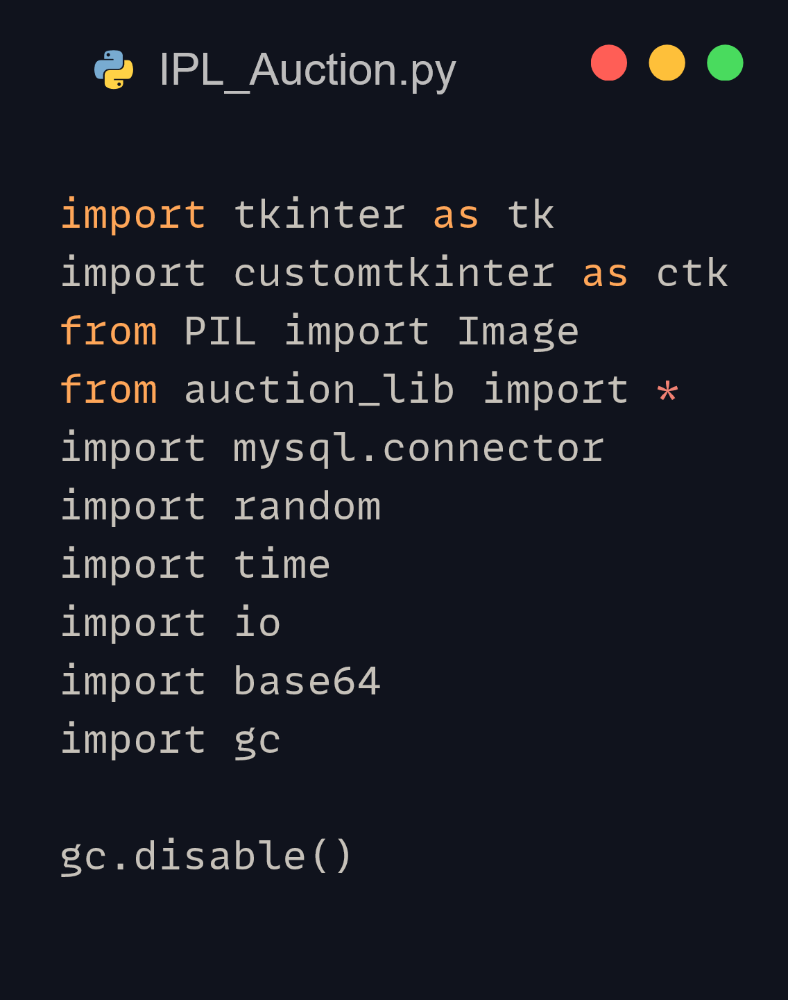 IPL_Auction.py
import tkinter as tk
import customtkinter as ctk
from PIL import Image
from auction_lib import *
import mysql.connector
import random
import time
import io
import base64
import gc
gc.disable()